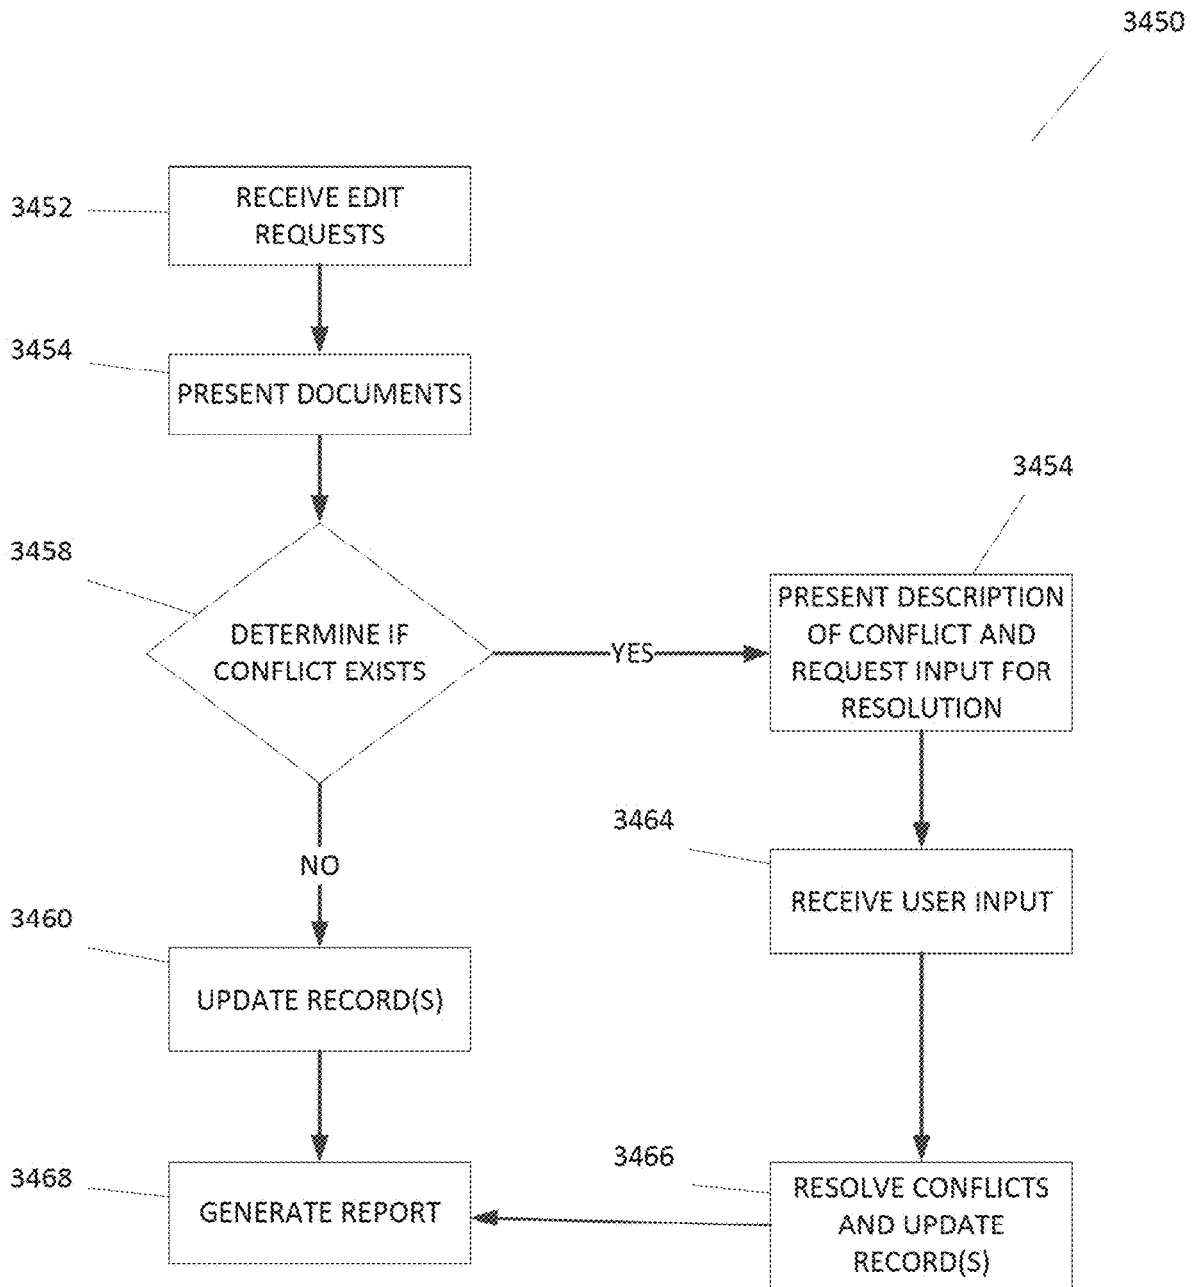 3450
3452
RECEIVE EDIT
REQUESTS
3454
PRESENT DOCUMENTS
3458
DETERMINE IF
CONFLICT EXISTS
YES
3454
PRESENT DESCRIPTION
OF CONFLICT AND
REQUEST INPUT FOR
RESOLUTION
NO
3464
RECEIVE USER INPUT
3460
UPDATE RECORD(S)
3468
GENERATE REPORT
3466
RESOLVE CONFLICTS
AND UPDATE
RECORD(S)